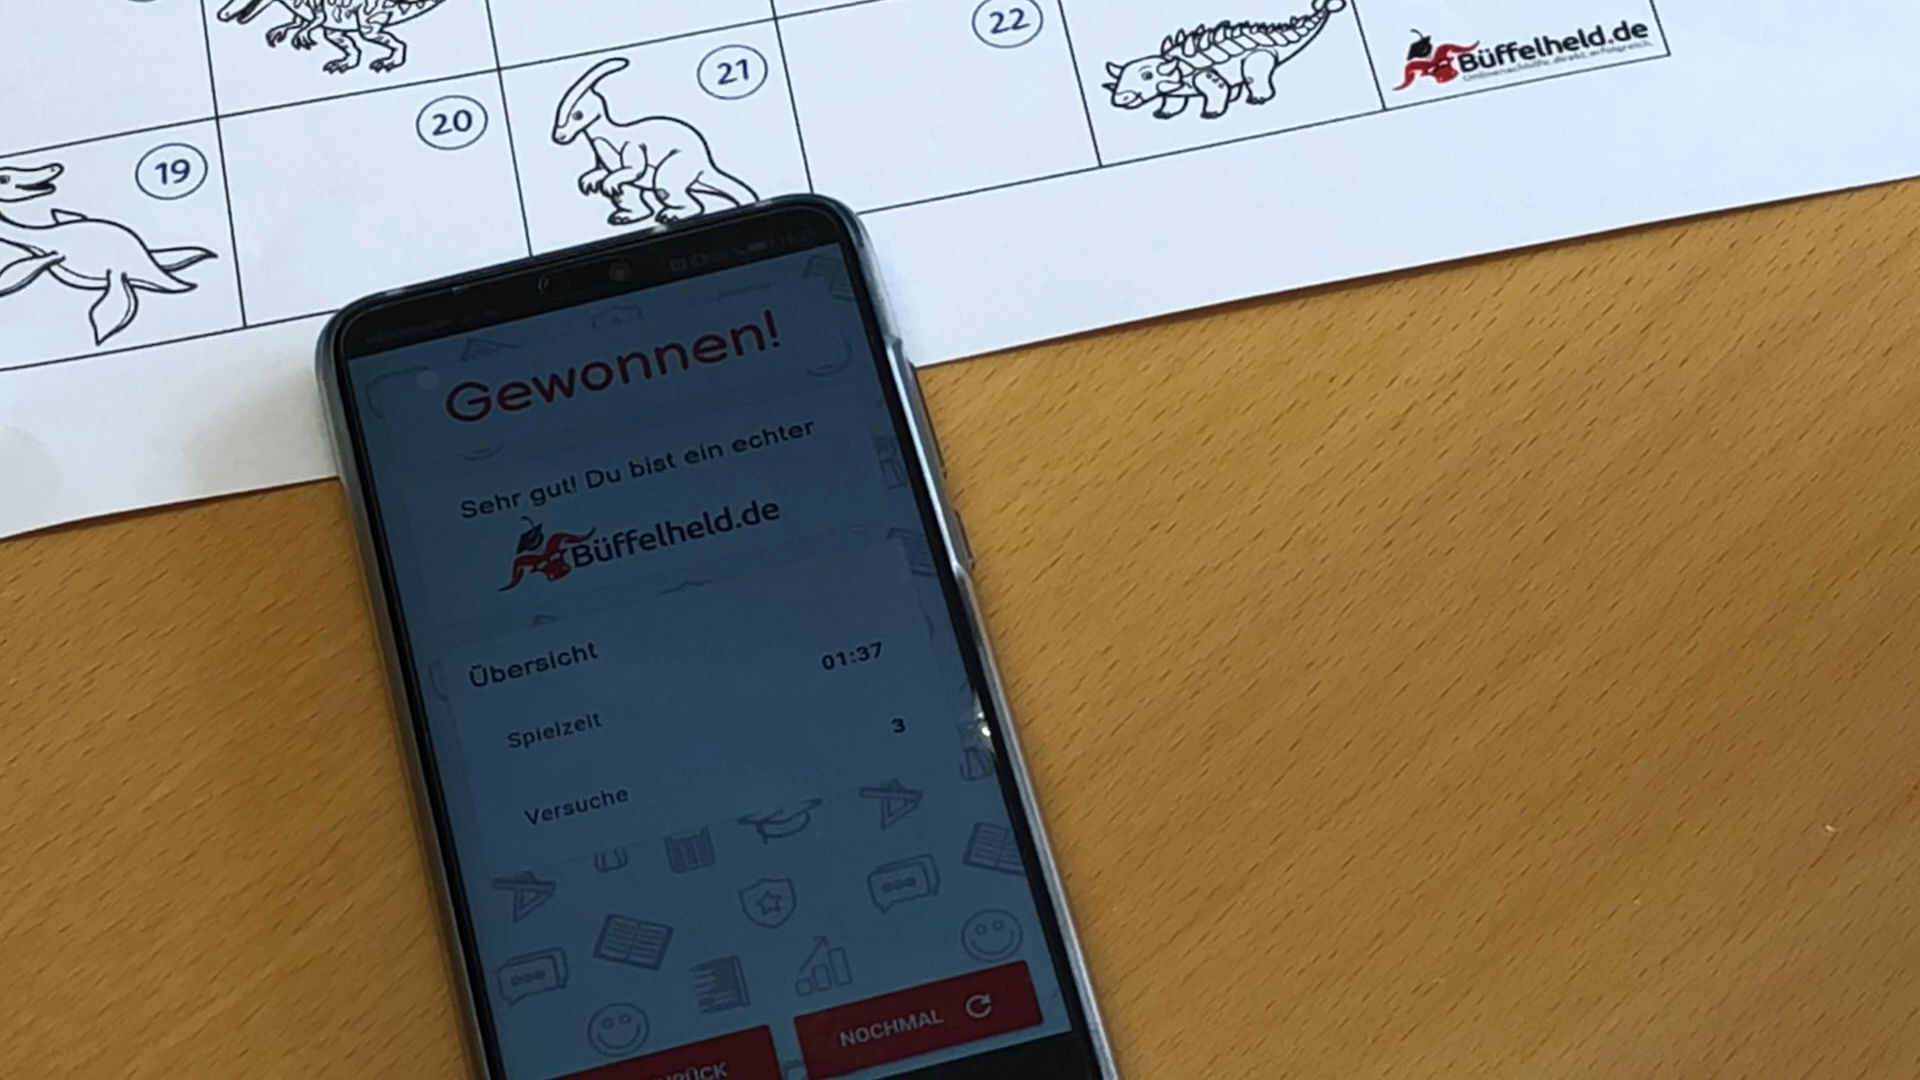 22
Büffelheld.de
21
20
19
Gewonnen!
Sehr gut! Du bist ein echter
Büffelheld.de
Übersicht
01:37
Spielzeit
3
Versuche
NOCHMAL